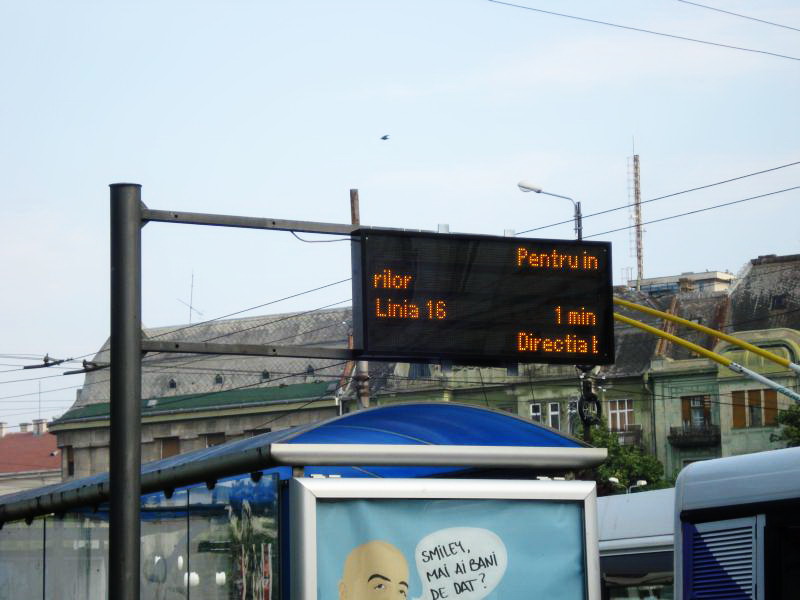 Pentru in
rilor
Linia 16 1 min
Directia t
SMILEY,
MAI AI BANI
DE DAT?